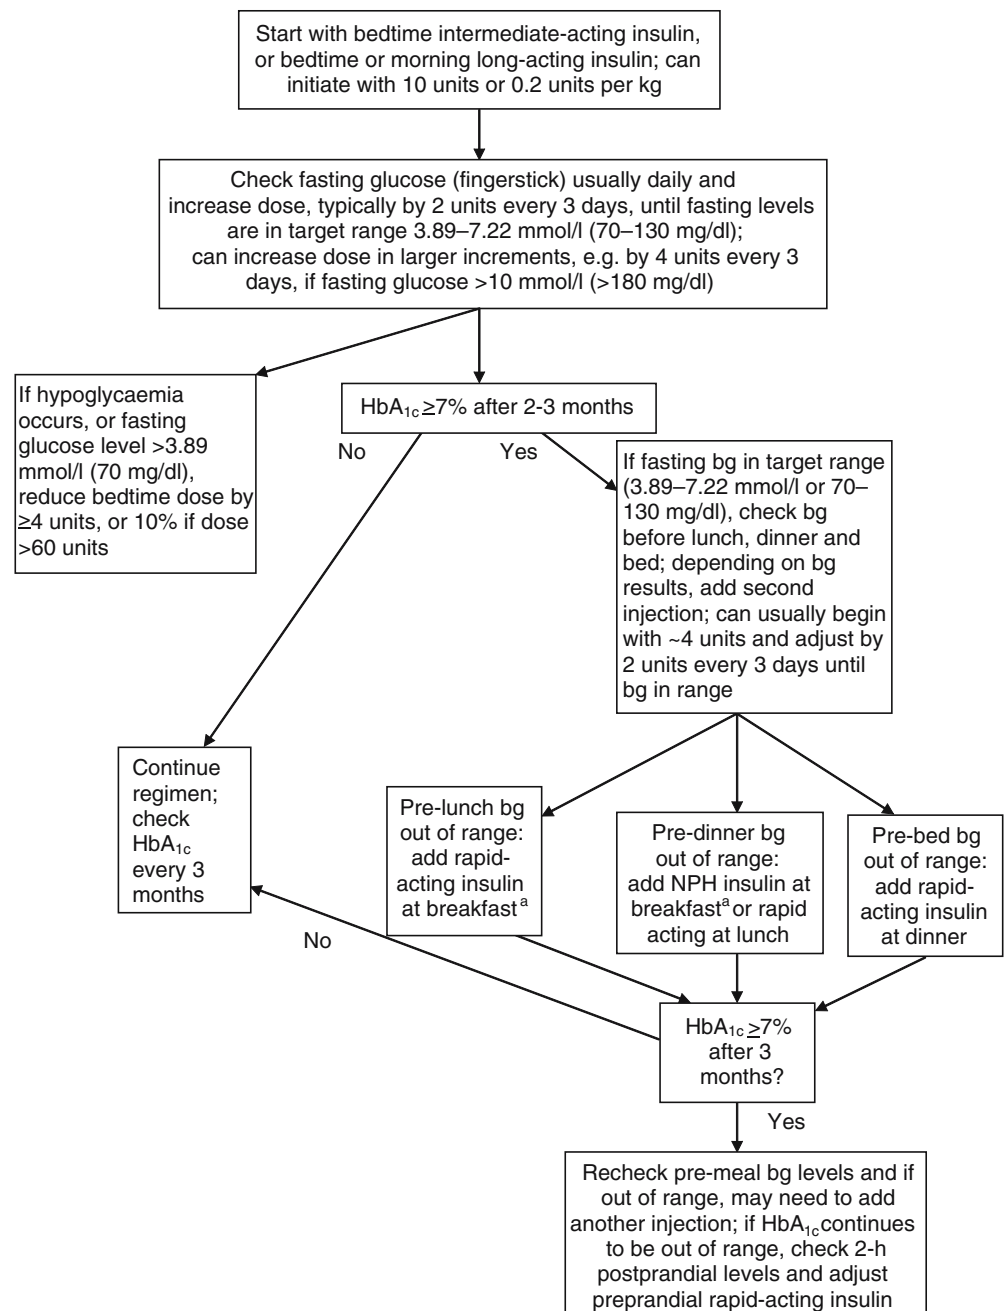 Start with bedtime intermediate-acting insulin,
or bedtime or morning long-acting insulin; can
initiate with 10 units or 0.2 units per kg
Check fasting glucose (fingerstick) usually daily and
increase dose, typically by 2 units every 3 days, until fasting levels
are in target range 3.89–7.22 mmol/l (70–130 mg/dl);
can increase dose in larger increments, e.g. by 4 units every 3
days, if fasting glucose >10 mmol/l (>180 mg/dl)
If hypoglycaemia
occurs, or fasting
glucose level >3.89
mmol/l (70 mg/dl),
reduce bedtime dose by
≥4 units, or 10% if dose
>60 units
HbA1c ≥7% after 2-3 months
No
Yes
If fasting bg in target range
(3.89–7.22 mmol/l or 70–
130 mg/dl), check bg
before lunch, dinner and
bed; depending on bg
results, add second
injection; can usually begin
with ~4 units and adjust by
2 units every 3 days until
bg in range
Continue
regimen;
check
HbA1c
every 3
months
Pre-lunch bg
out of range:
add rapid-
acting insulin
at breakfast a
Pre-dinner bg
out of range:
add NPH insulin at
breakfast a or rapid
acting at lunch
Pre-bed bg
out of range:
add rapid-
acting insulin
at dinner
No
HbA1c ≥7%
after 3
months?
Yes
Recheck pre-meal bg levels and if
out of range, may need to add
another injection; if HbA1c continues
to be out of range, check 2-h
postprandial levels and adjust
preprandial rapid-acting insulin